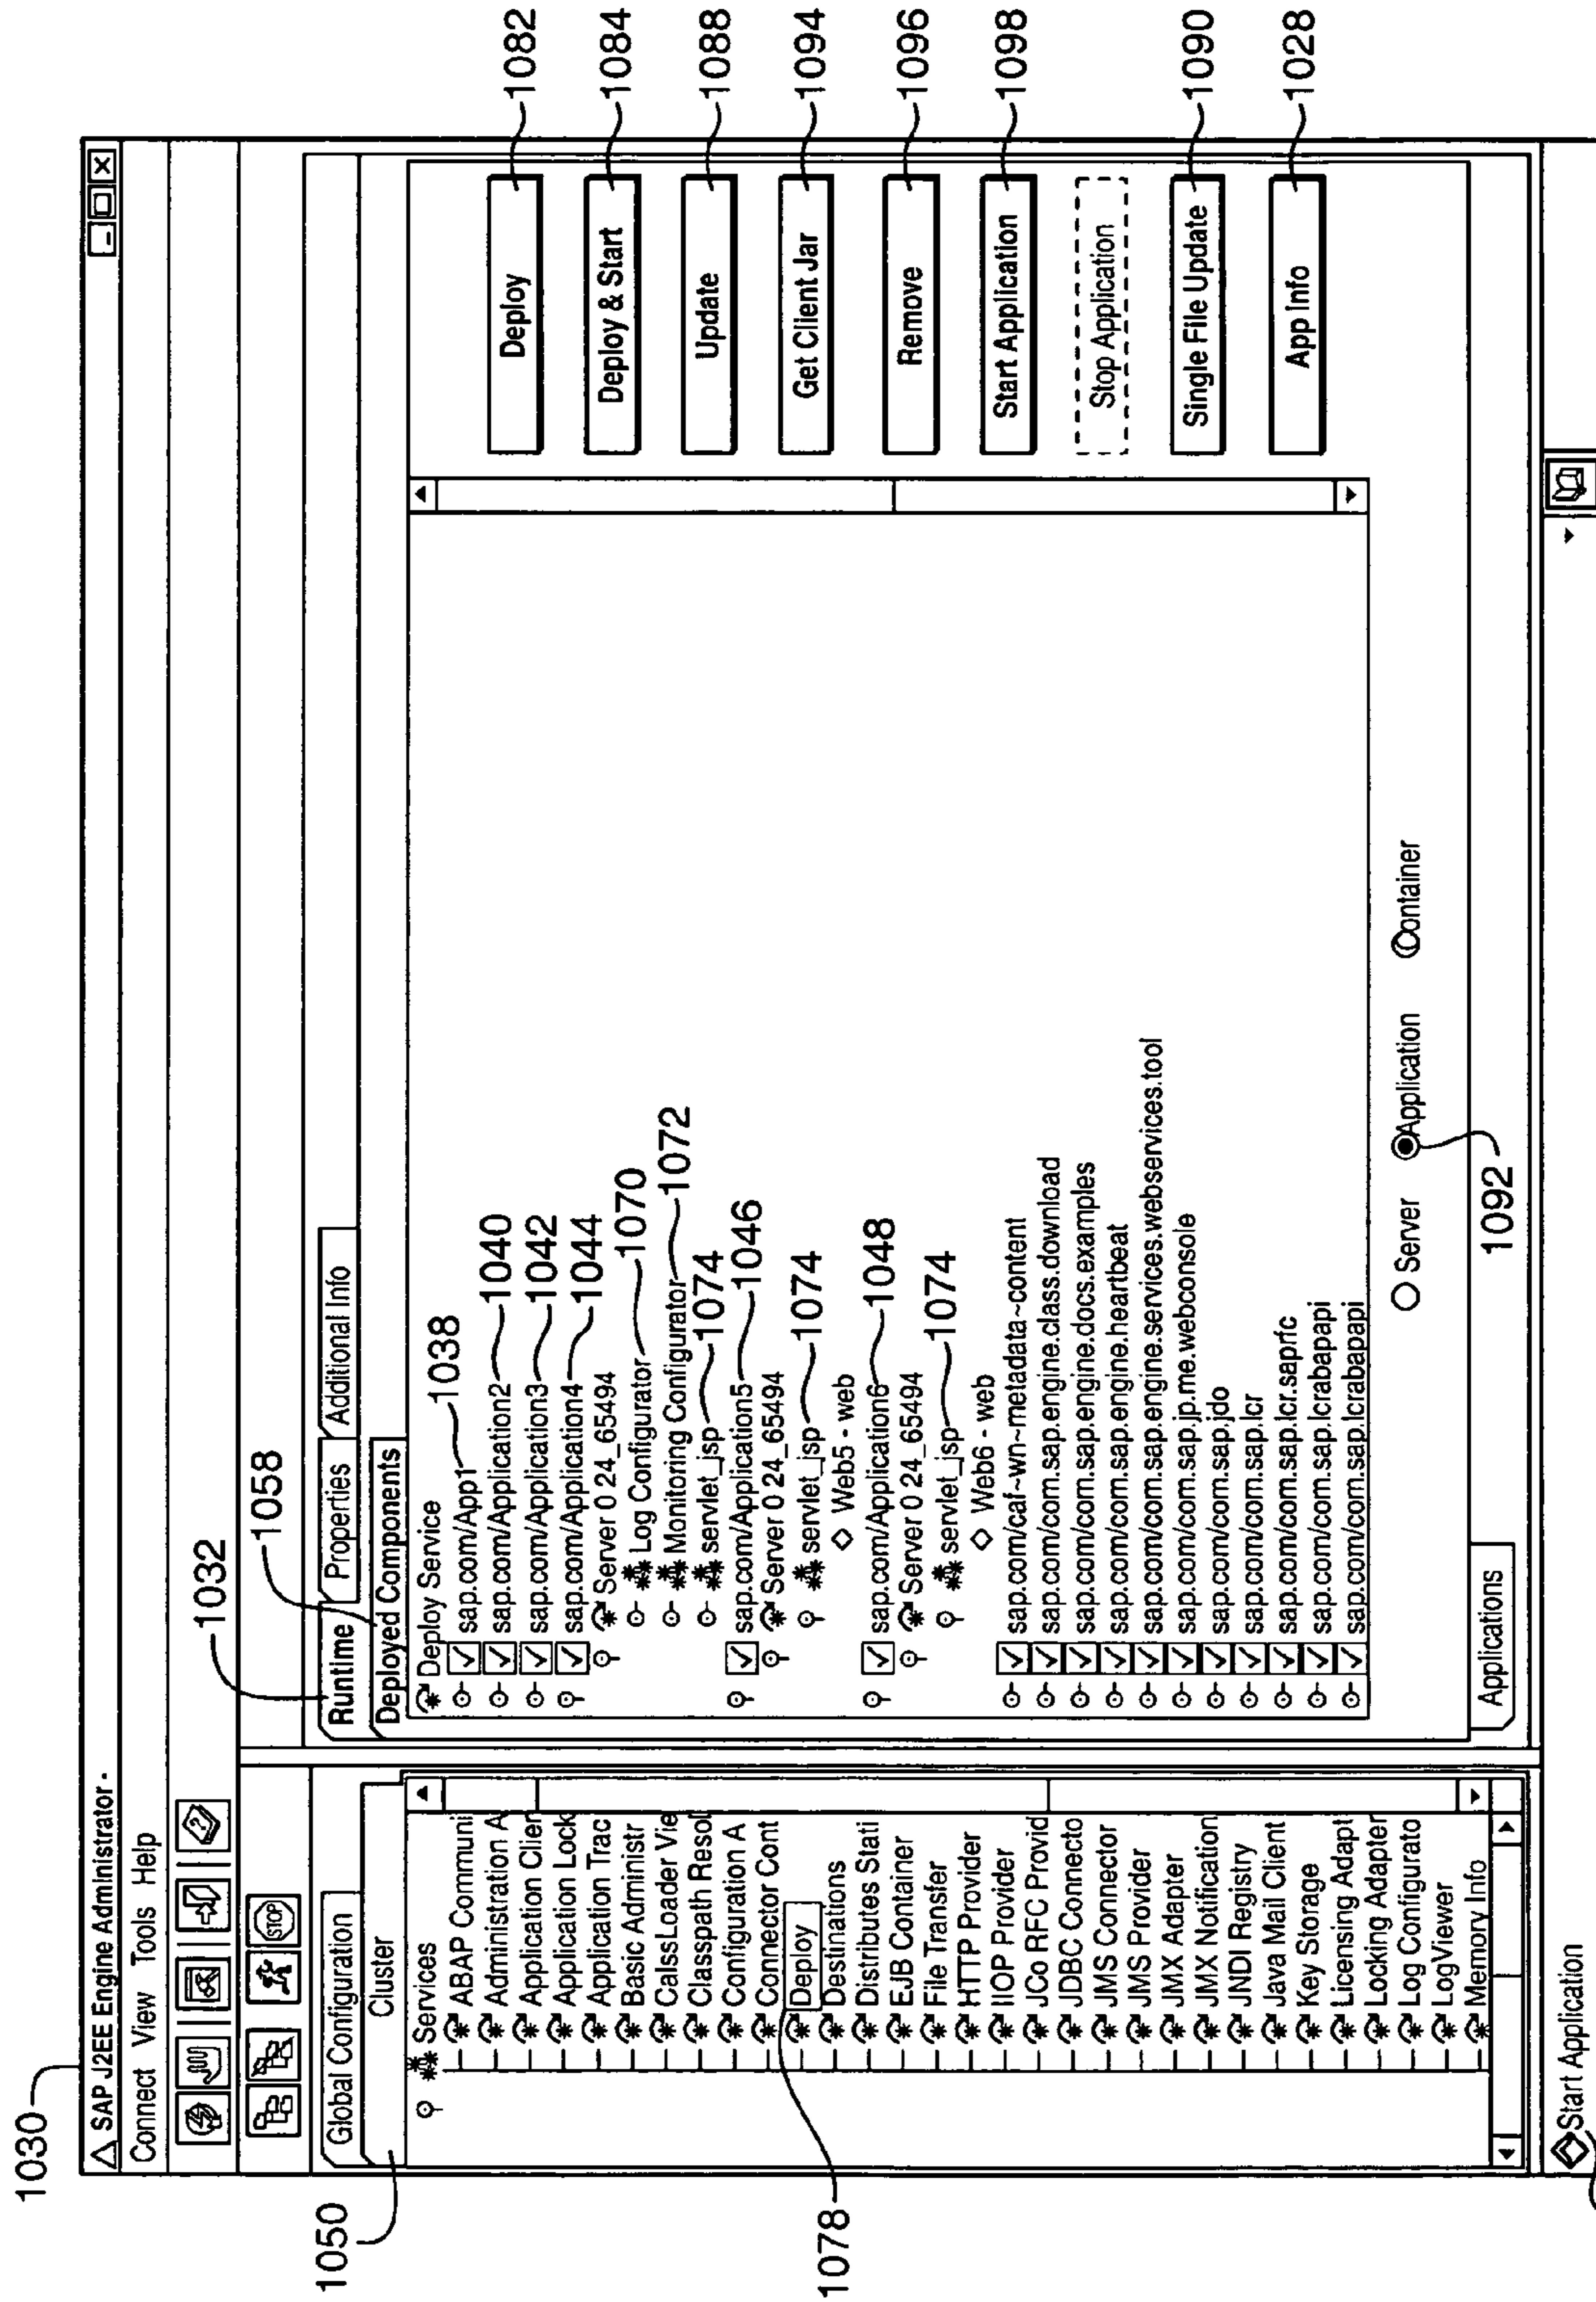 1030
△ SAP J2EE Engine Administrator -
Connect View Tools Help
STOP
1050
Global Configuration
Cluster
Services
ABAP Communi
Administration A
Application Clien
Application Lock
Application Trac
Basic Administr
CalssLoader Vie
Classpath Resol
Configuration A
Connector Cont
Deploy
1078
Destinations
Distributes Stati
EJB Container
File Transfer
HTTP Provider
IIOP Provider
JCo RFC Provid
JDBC Connecto
JMS Connector
JMS Provider
JMX Adapter
JMX Notification
JNDI Registry
Java Mail Client
Key Storage
Licensing Adapt
Locking Adapter
Log Configurato
LogViewer
Memory Info
1032
1058
Runtime Properties Additional Info
Deployed Components
Deploy Service
sap.com/App1 1038
sap.com/Application2 1040
sap.com/Application3 1042
sap.com/Application4 1044
Server 0 24_65494
Log Configurator 1070
Monitoring Configurator 1072
servlet_jsp 1074
sap.com/Application5 1046
Server 0 24_65494
servlet_jsp 1074
Web5 - web
sap.com/Application6 1048
Server 0 24_65494
servlet_jsp 1074
Web6 - web
sap.com/caf~wn~metadata~content
sap.com/com.sap.engine.class.download
sap.com/com.sap.engine.docs.examples
sap.com/com.sap.engine.heartbeat
sap.com/com.sap.engine.services.webservices.tool
sap.com/com.sap.jp.me.webconsole
sap.com/com.sap.jdo
sap.com/com.sap.lcr
sap.com/com.sap.lcr.saprfc
sap.com/com.sap.lcrabapapi
sap.com/com.sap.lcrabapapi
Server Application Container
1092
Applications
Deploy 1082
Deploy & Start 1084
Update 1088
Get Client Jar 1094
Remove 1096
Start Application 1098
Stop Application
Single File Update 1090
App Info 1028
Start Application